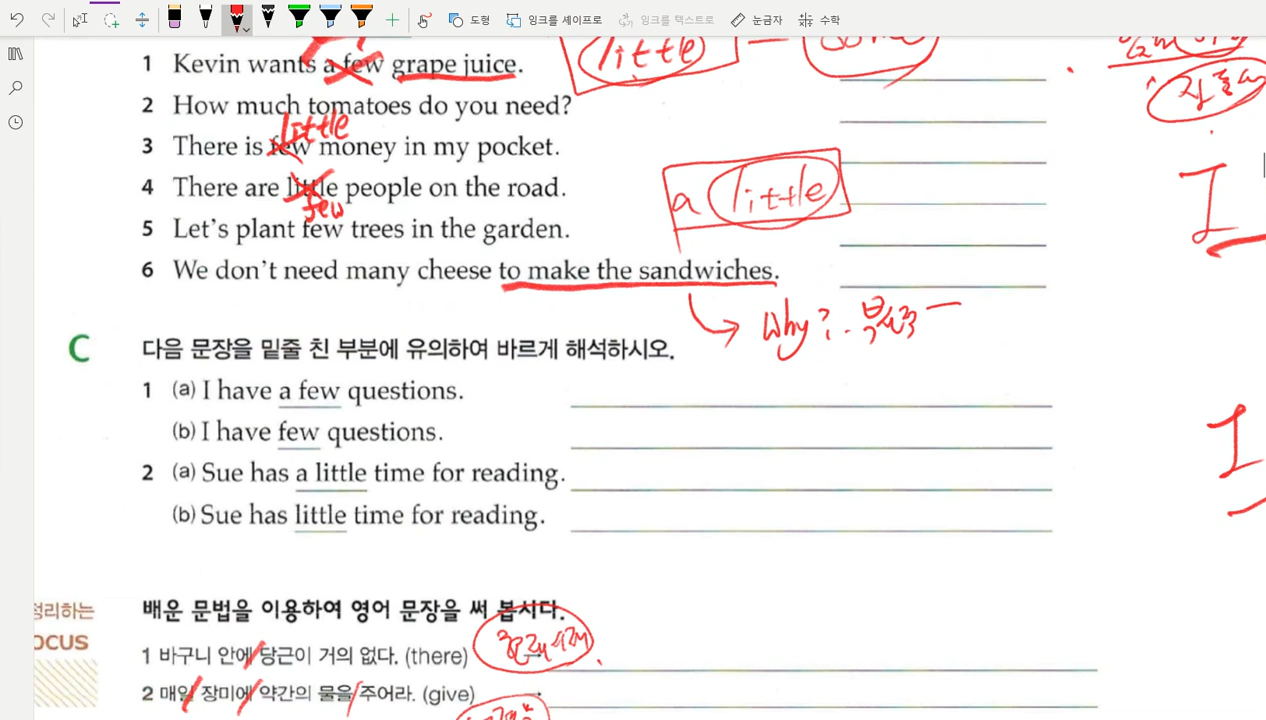 도형 잉크를 셰이프로 잉크를 텍스트로 눈금자 수학
little
1 Kevin wants a few grape juice.
2 How much tomatoes do you need?
little
3 There is few money in my pocket.
a little
4 There are little people on the road.
few
5 Let's plant few trees in the garden.
6 We don't need many cheese to make the sandwiches.
Why?
C 다음 문장을 밑줄 친 부분에 유의하여 바르게 해석하시오.
1 (a) I have a few questions.
(b) I have few questions.
2 (a) Sue has a little time for reading.
(b) Sue has little time for reading.
정리하는 배운 문법을 이용하여 영어 문장을 써 봅시다.
OCUS
1 바구니 안에 당근이 거의 없다. (there)
2 매일 장미에 약간의 물을 주어라. (give)